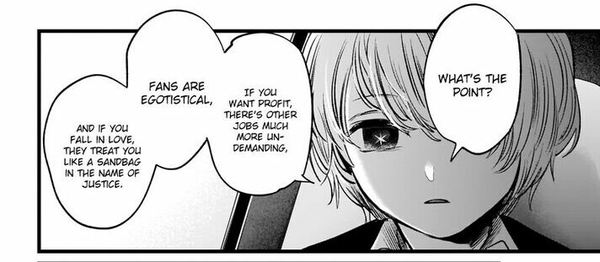 WHAT'S THE
POINT?
IF YOU
WANT PROFIT,
THERE'S OTHER
JOBS MUCH
MORE UN-
DEMANDING,
FANS ARE
EGOTISTICAL,
AND IF YOU
FALL IN LOVE,
THEY TREAT YOU
LIKE A SANDBAG
IN THE NAME OF
JUSTICE.